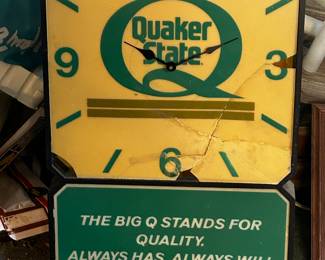 Quaker
State
9
3
6
THE BIG Q STANDS FOR
QUALITY.
ALWAYS HAS, ALWAYS WILL